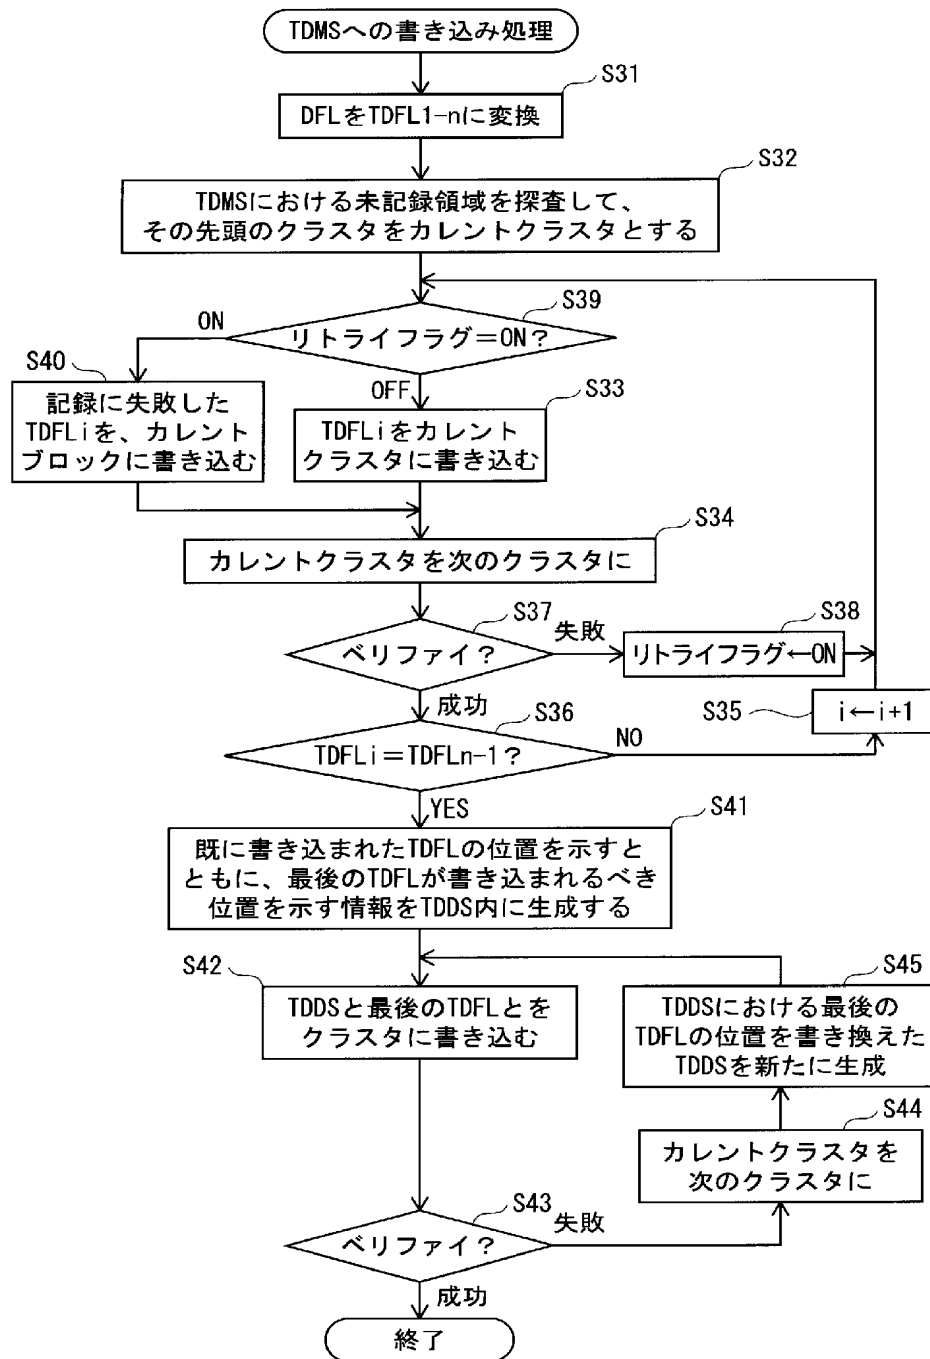 TDMSへの書き込み処理
S31
DFLをTDFL1-nに変換
S32
TDMSにおける未記録領域を探査して、
その先頭のクラスタをカレントクラスタとする
S39
リトライフラグ=ON?
ON
OFF
S40
記録に失敗した
TDFLiを、カレント
ブロックに書き込む
S33
TDFLiをカレント
クラスタに書き込む
S34
カレントクラスタを次のクラスタに
S37
ベリファイ?
失敗
S38
リトライフラグ←ON
成功
S35
i←i+1
S36
TDFLi=TDFLn-1?
NO
YES
S41
既に書き込まれたTDFLの位置を示すと
ともに、最後のTDFLが書き込まれるべき
位置を示す情報をTDDS内に生成する
S42
TDDSと最後のTDFLとを
クラスタに書き込む
S45
TDDSにおける最後の
TDFLの位置を書き換えた
TDDSを新たに生成
S44
カレントクラスタを
次のクラスタに
S43
ベリファイ?
失敗
成功
終了